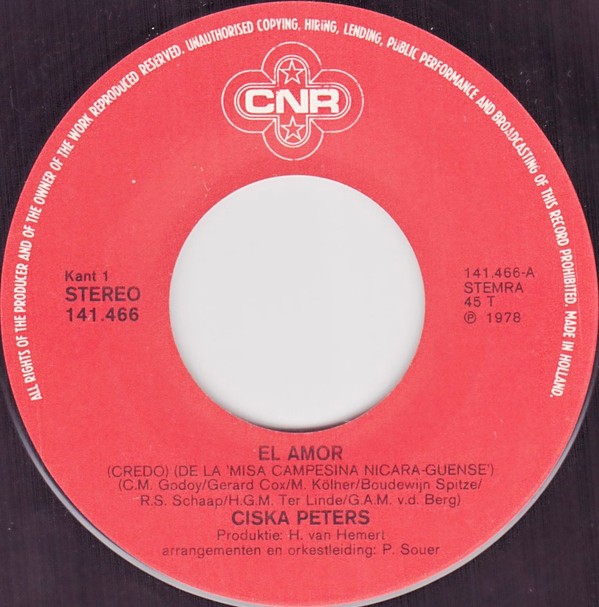 ALL RIGHTS OF THE PRODUCER AND OF THE OWNER OF THE WORK REPRODUCED RESERVED. UNAUTHORISED COPYING, HIRING, LENDING, PUBLIC PERFORMANCE AND BROADCASTING OF THIS RECORD PROHIBITED. MADE IN HOLLAND.
CNR
Kant 1
STEREO
141.466
141.466-A
STEMRA
45 T
℗ 1978
EL AMOR
(CREDO) (DE LA 'MISA CAMPESINA NICARA-GUENSE')
(C.M. Godoy/Gerard Cox/M. Kölher/Boudewijn Spitze/
R.S. Schaap/H.G.M. Ter Linde/G.A.M. v.d. Berg)
CISKA PETERS
Produktie: H. van Hemert
arrangementen en orkestleiding: P. Souer